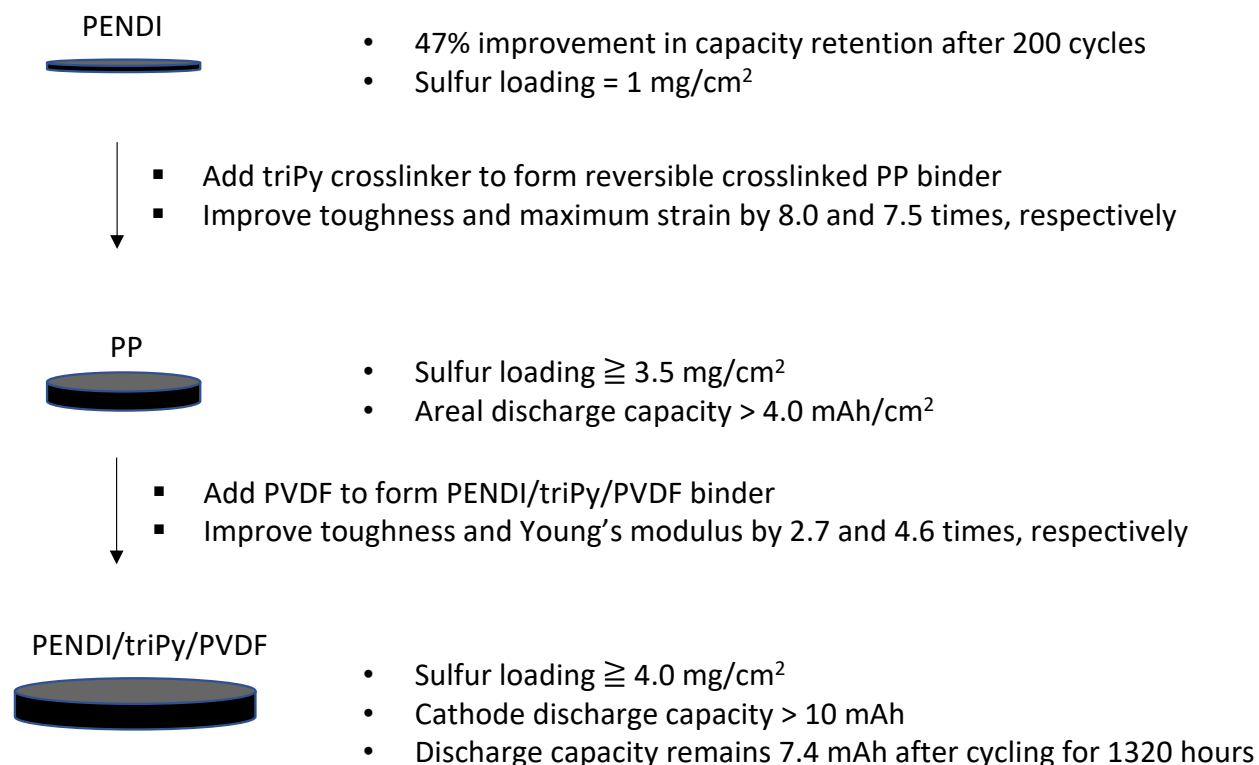 PENDI
• 47% improvement in capacity retention after 200 cycles
• Sulfur loading = 1 mg/cm²
▪ Add triPy crosslinker to form reversible crosslinked PP binder
▪ Improve toughness and maximum strain by 8.0 and 7.5 times, respectively
PP
• Sulfur loading ≧ 3.5 mg/cm²
• Areal discharge capacity > 4.0 mAh/cm²
▪ Add PVDF to form PENDI/triPy/PVDF binder
▪ Improve toughness and Young’s modulus by 2.7 and 4.6 times, respectively
PENDI/triPy/PVDF
• Sulfur loading ≧ 4.0 mg/cm²
• Cathode discharge capacity > 10 mAh
• Discharge capacity remains 7.4 mAh after cycling for 1320 hours